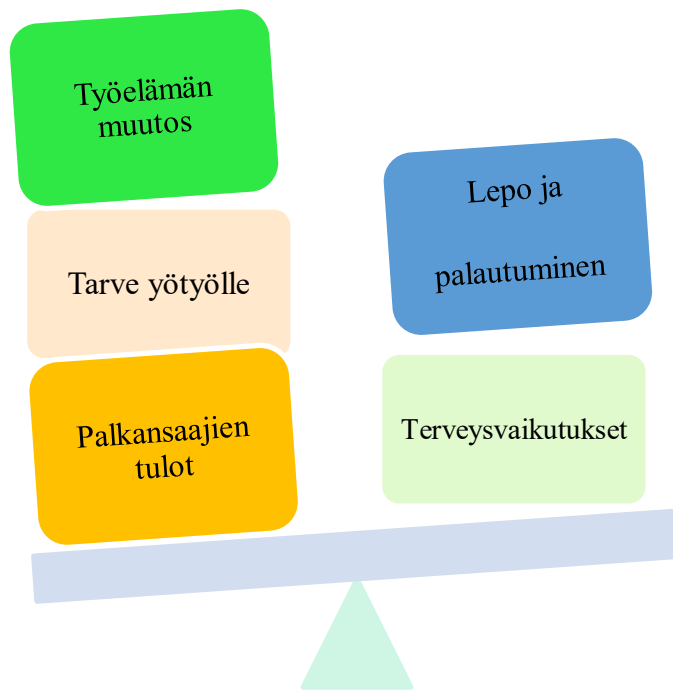 Työelämän
muutos
Tarve yötyölle
Palkansaajien
tulot
Lepo ja
palautuminen
Terveysvaikutukset